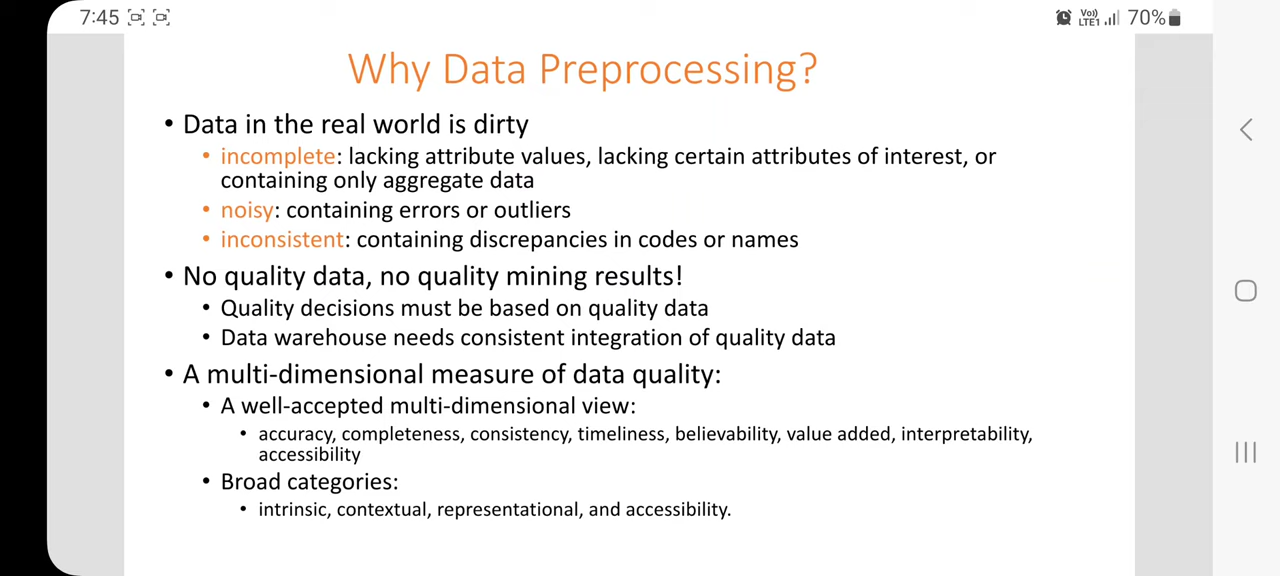 7:45
Vo))
LTE1
70%
Why Data Preprocessing?
• Data in the real world is dirty
• incomplete: lacking attribute values, lacking certain attributes of interest, or
containing only aggregate data
• noisy: containing errors or outliers
• inconsistent: containing discrepancies in codes or names
• No quality data, no quality mining results!
• Quality decisions must be based on quality data
• Data warehouse needs consistent integration of quality data
• A multi-dimensional measure of data quality:
• A well-accepted multi-dimensional view:
• accuracy, completeness, consistency, timeliness, believability, value added, interpretability,
accessibility
• Broad categories:
• intrinsic, contextual, representational, and accessibility.